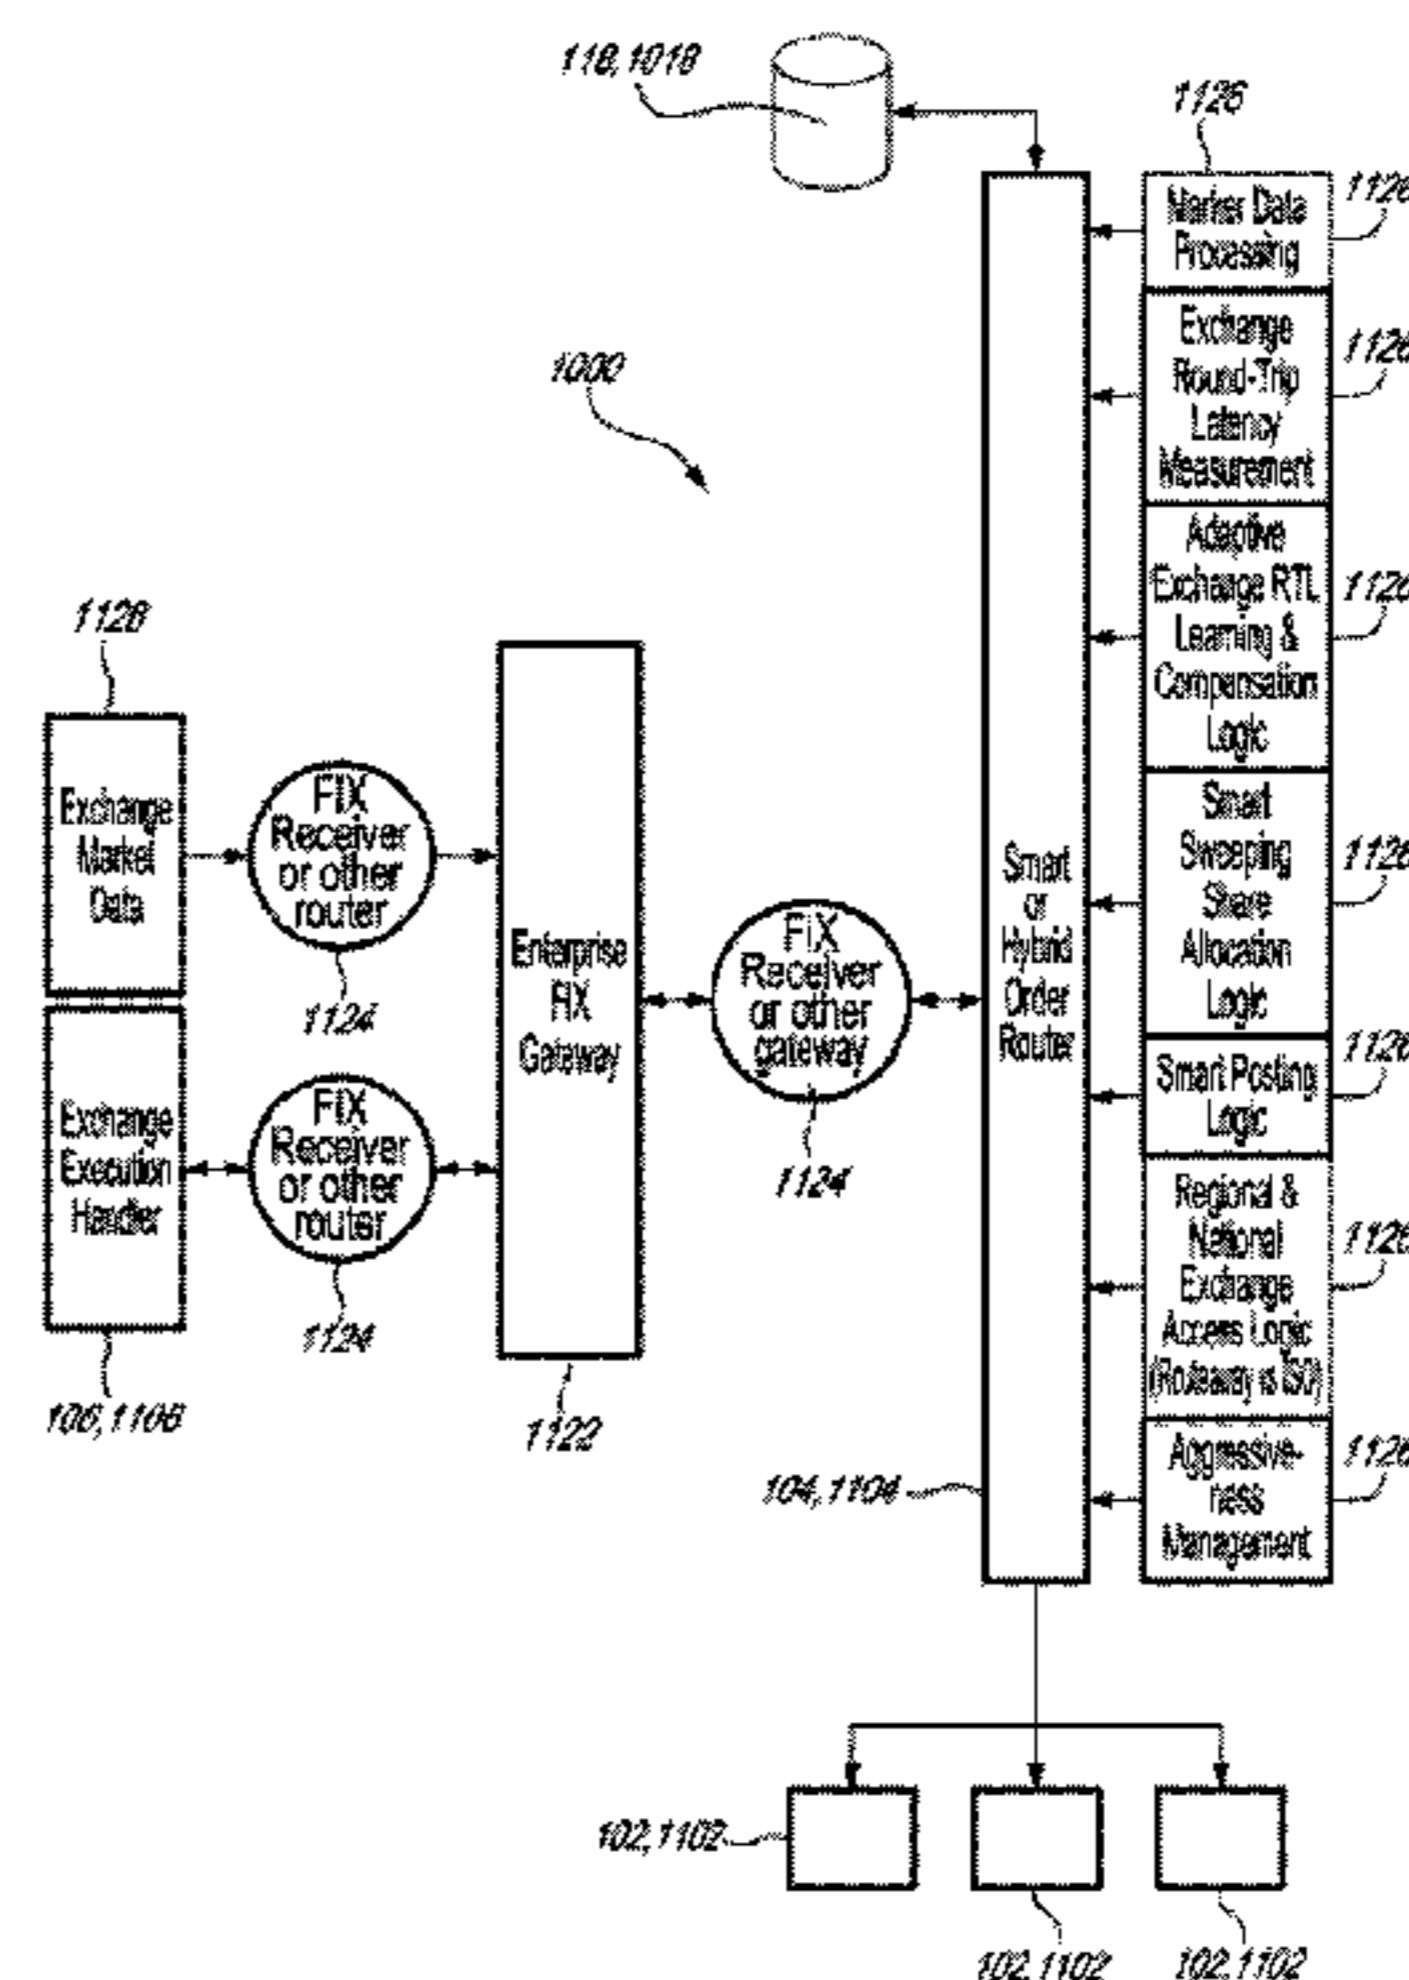 118,1018
1126
Market Data
Processing
1126
Exchange
Round-Trip
Latency
Measurement
1126
1000
Adaptive
Exchange RTL
Learning &
Compensation
Logic
1126
1128
Exchange
Market
Data
FIX
Receiver
or other
router
1124
Enterprise
FIX
Gateway
1122
FIX
Receiver
or other
gateway
1124
Smart
or
Hybrid
Order
Router
Smart
Sweeping
Share
Allocation
Logic
1126
Exchange
Execution
Handler
106,1106
FIX
Receiver
or other
router
1124
Smart Posting
Logic
1126
Regional &
National
Exchange
Access Logic
(Routeaway vs ISO)
1126
104,1104
Aggressive-
ness
Management
1126
102,1102
102,1102
102,1102